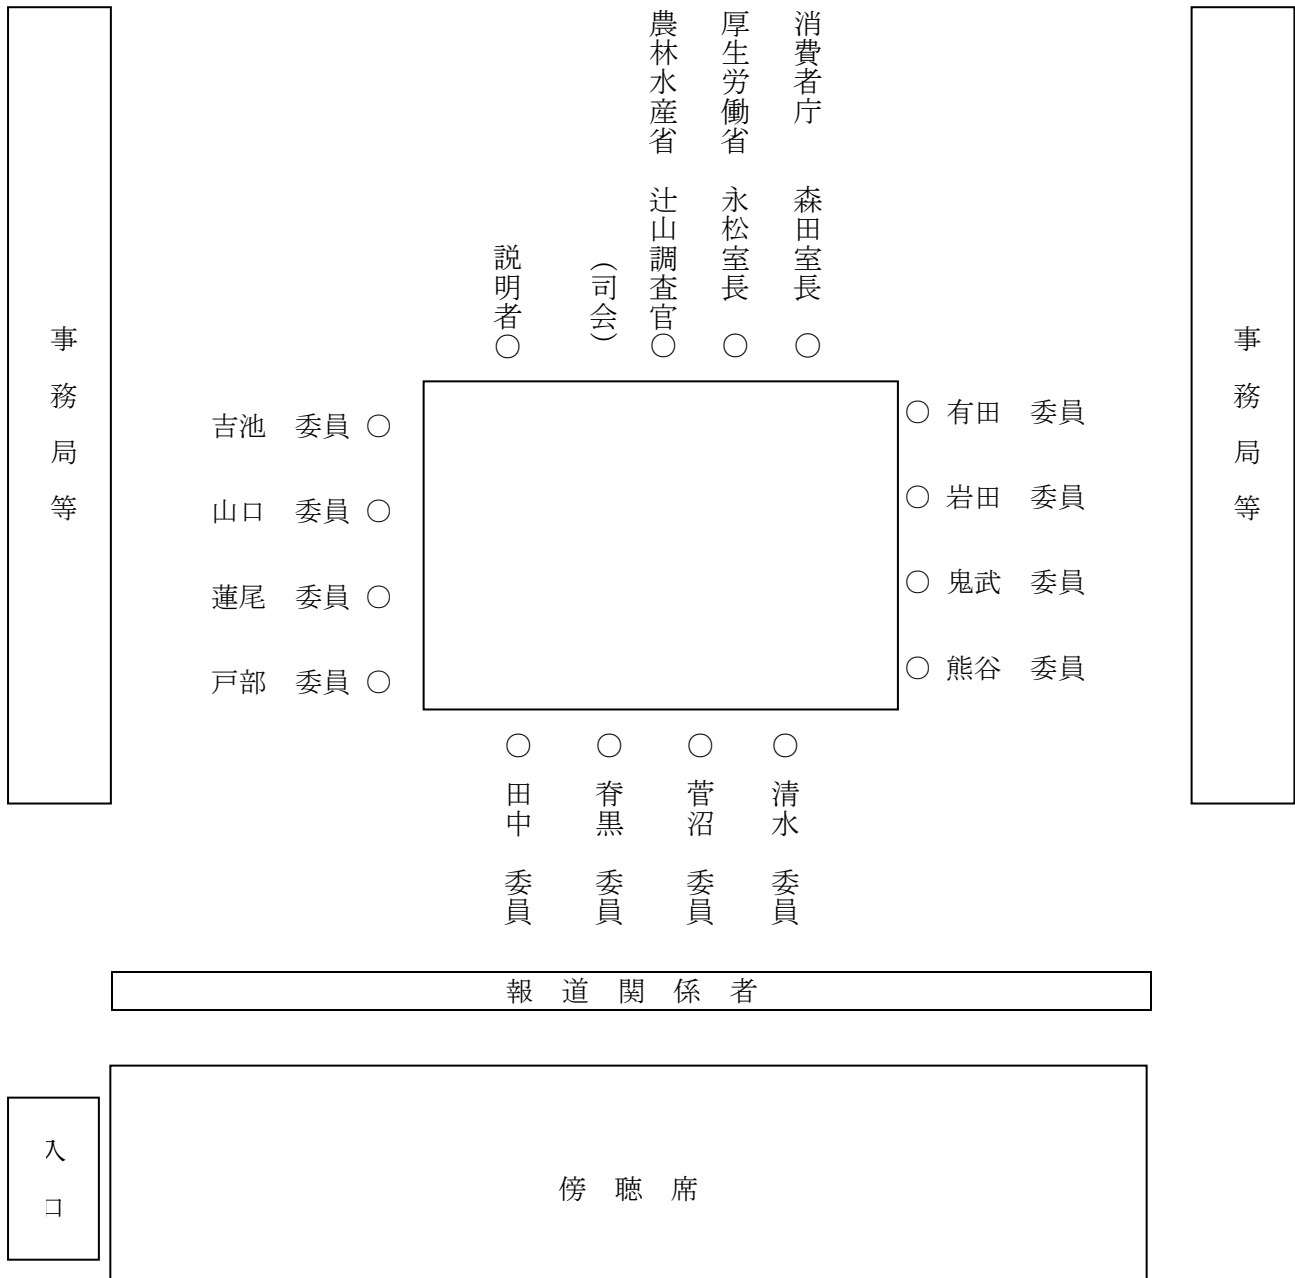 消費者庁　森田室長 ○
厚生労働省　永松室長 ○
農林水産省　辻山調査官○
（司会）
説明者○
事務局等
事務局等
吉池　委員 ○
山口　委員 ○
蓮尾　委員 ○
戸部　委員 ○
○ 有田　委員
○ 岩田　委員
○ 鬼武　委員
○ 熊谷　委員
○ 田中　委員
○ 脊黒　委員
○ 菅沼　委員
○ 清水　委員
報道関係者
入口
傍聴席